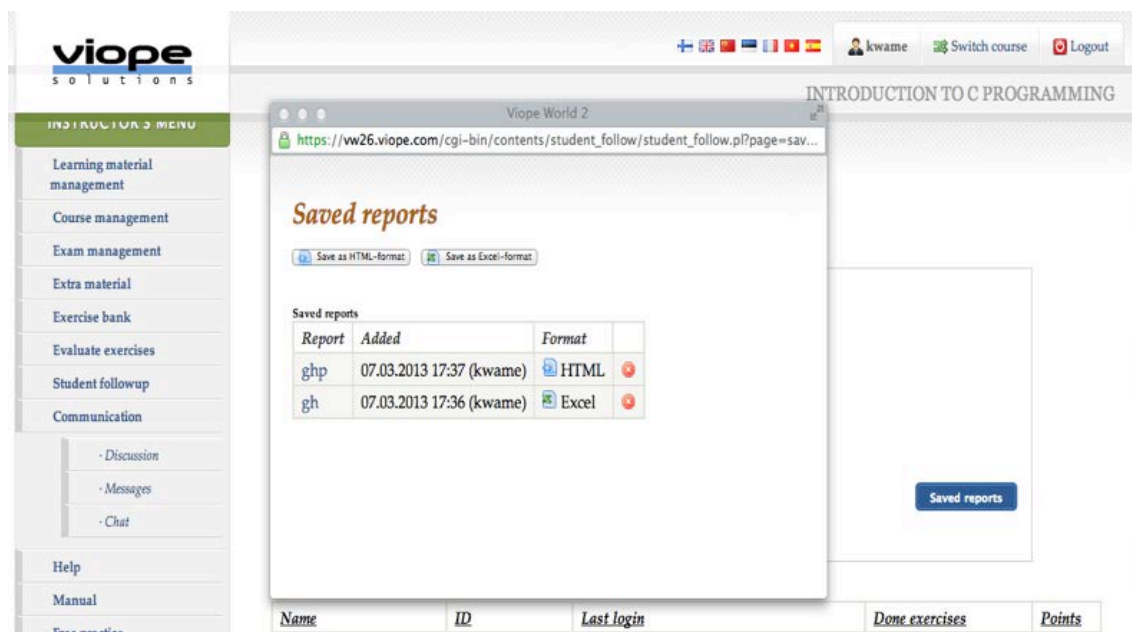 viope
solutions
kwame Switch course Logout
INTRODUCTION TO C PROGRAMMING
INSTRUCTOR'S MENU
Learning material
management
Course management
Exam management
Extra material
Exercise bank
Evaluate exercises
Student followup
Communication
· Discussion
· Messages
· Chat
Help
Manual
Viope World 2
https://vw26.viope.com/cgi-bin/contents/student_follow/student_follow.pl?page=sav...
Saved reports
Save as HTML-format Save as Excel-format
Saved reports
Report Added Format
ghp 07.03.2013 17:37 (kwame) HTML
gh 07.03.2013 17:36 (kwame) Excel
Saved reports
Name ID Last login Done exercises Points